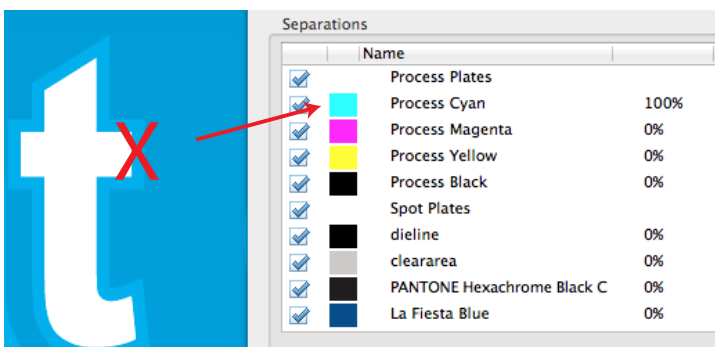 Separations
Name
Process Plates
Process Cyan 100%
Process Magenta 0%
Process Yellow 0%
Process Black 0%
Spot Plates
dieline 0%
cleararea 0%
PANTONE Hexachrome Black C 0%
La Fiesta Blue 0%
t
X